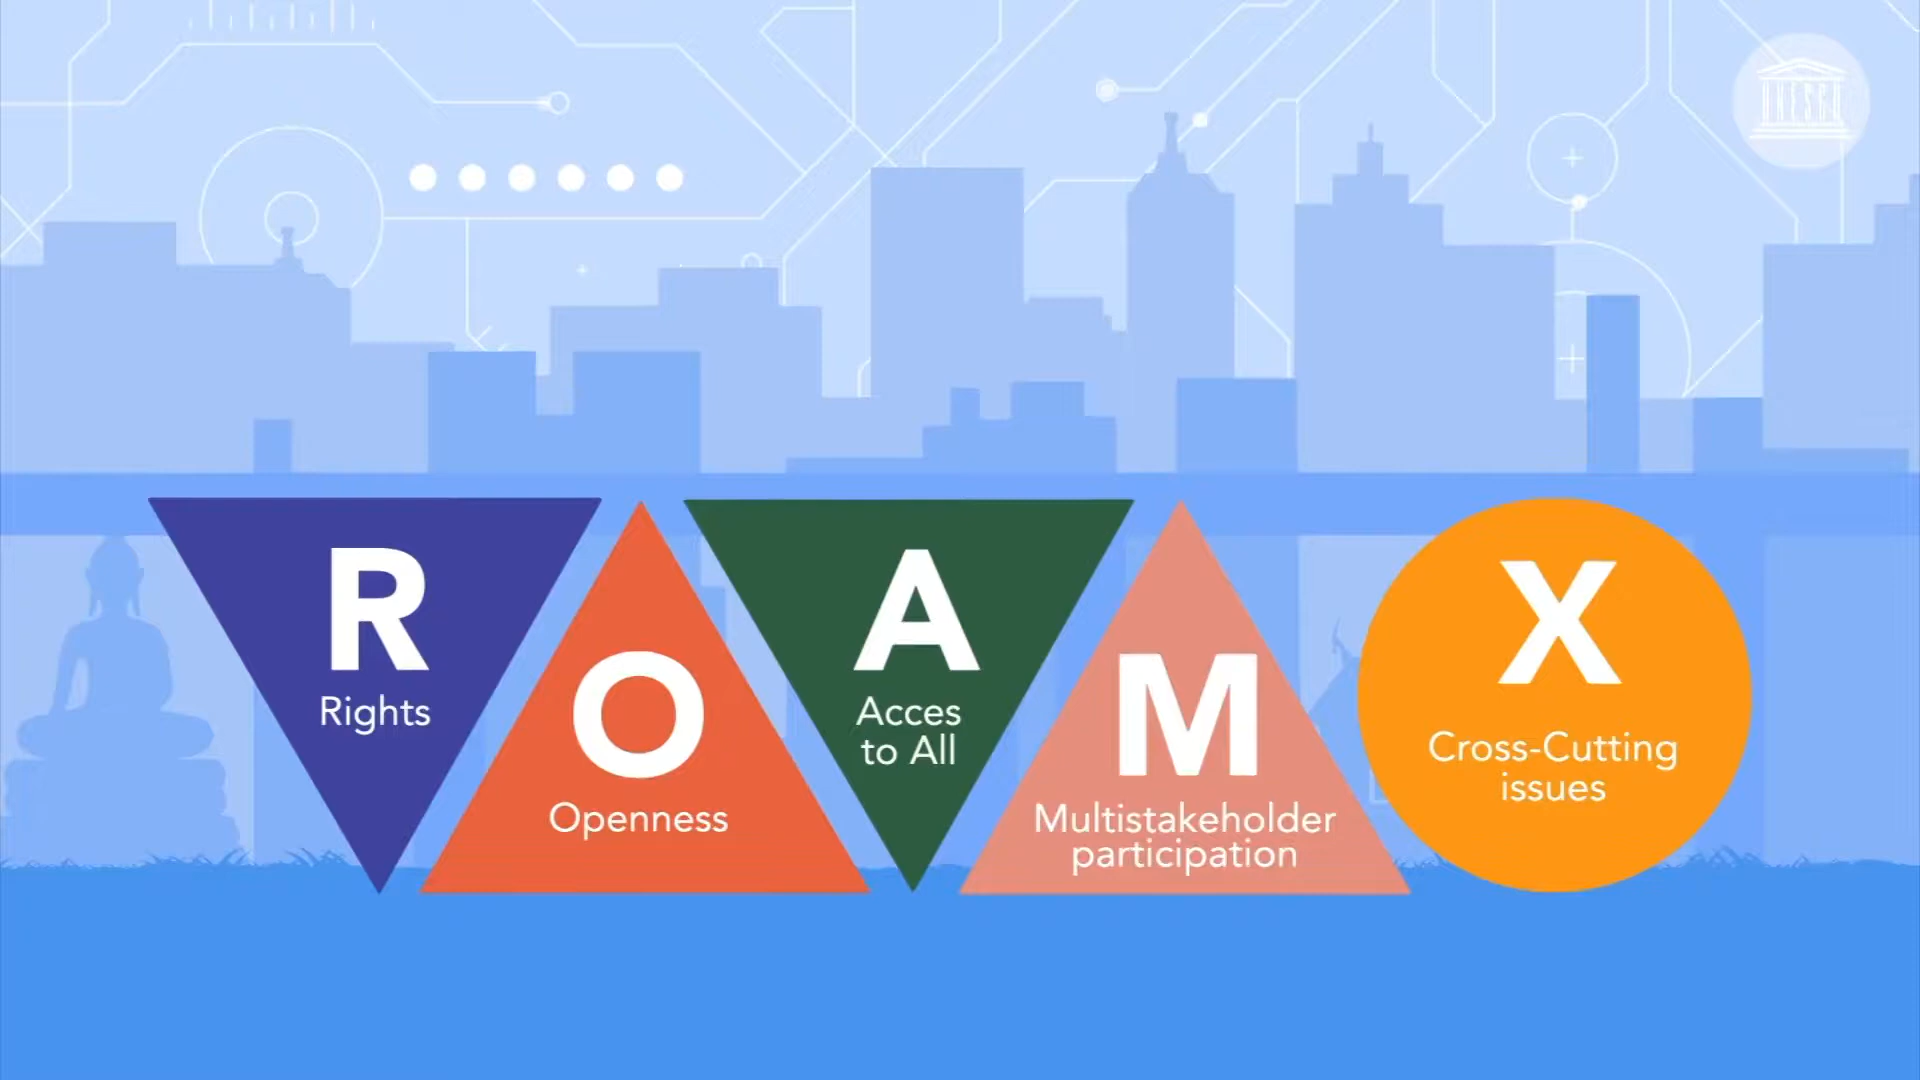 R
Rights
O
Openness
A
Acces
to All
M
Multistakeholder
participation
X
Cross-Cutting
issues